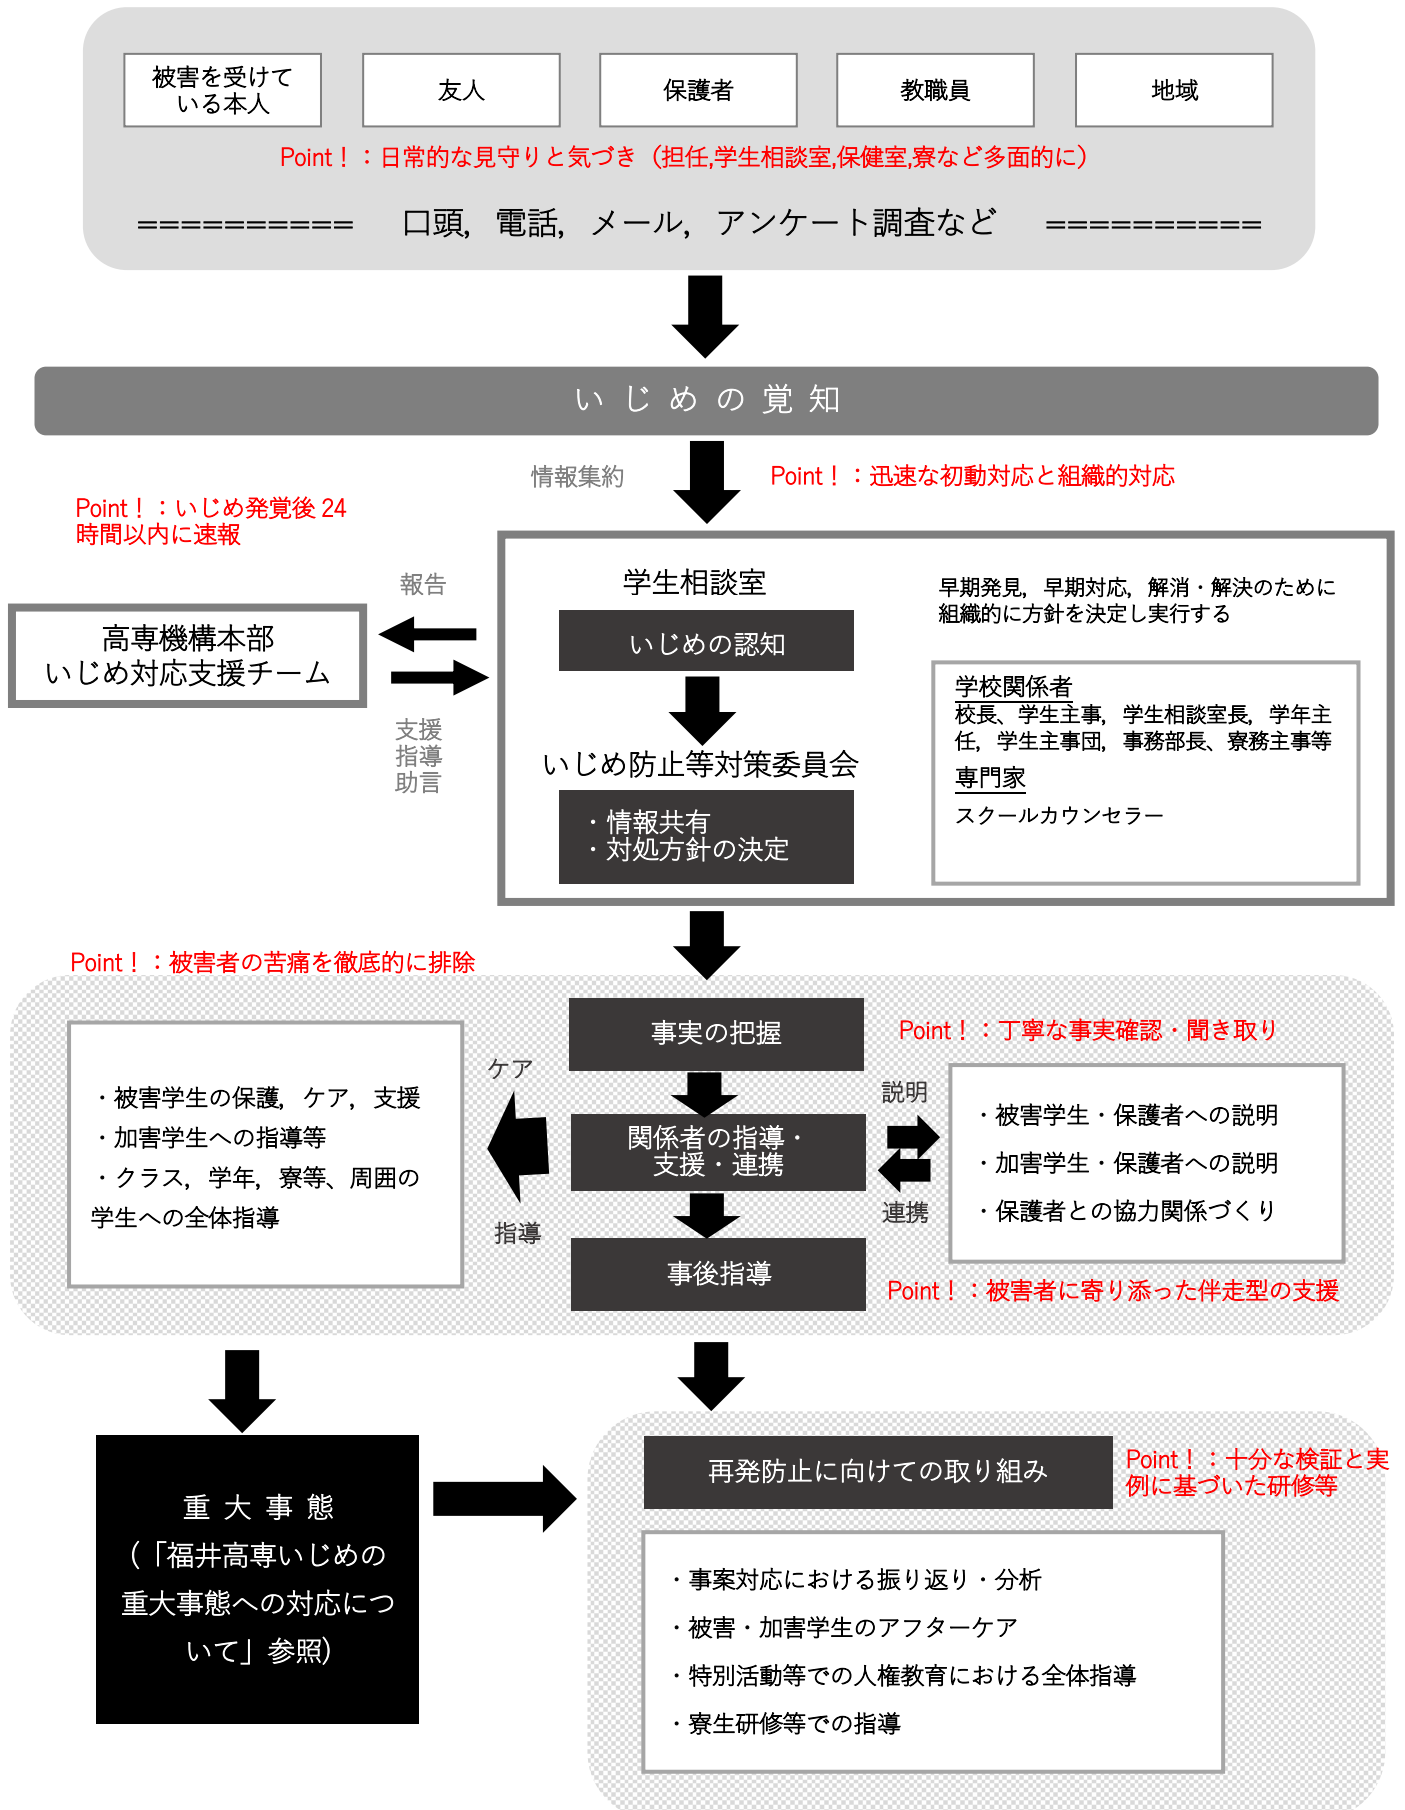 被害を受けて
いる本人
友人
保護者
教職員
地域
Point！：日常的な見守りと気づき（担任,学生相談室,保健室,寮など多面的に）
========== 口頭，電話，メール，アンケート調査など ==========
いじめの覚知
情報集約
Point！：迅速な初動対応と組織的対応
Point！：いじめ発覚後 24
時間以内に速報
報告
高専機構本部
いじめ対応支援チーム
支援
指導
助言
学生相談室
いじめの認知
いじめ防止等対策委員会
・情報共有
・対処方針の決定
早期発見，早期対応，解消・解決のために
組織的に方針を決定し実行する
学校関係者
校長、学生主事，学生相談室長，学年主
任，学生主事団，事務部長、寮務主事等
専門家
スクールカウンセラー
Point！：被害者の苦痛を徹底的に排除
・被害学生の保護，ケア，支援
・加害学生への指導等
・クラス，学年，寮等、周囲の
学生への全体指導
ケア
指導
事実の把握
関係者の指導・
支援・連携
事後指導
Point！：丁寧な事実確認・聞き取り
説明
連携
・被害学生・保護者への説明
・加害学生・保護者への説明
・保護者との協力関係づくり
Point！：被害者に寄り添った伴走型の支援
重大事態
（「福井高専いじめの
重大事態への対応につ
いて」参照）
再発防止に向けての取り組み
Point！：十分な検証と実
例に基づいた研修等
・事案対応における振り返り・分析
・被害・加害学生のアフターケア
・特別活動等での人権教育における全体指導
・寮生研修等での指導